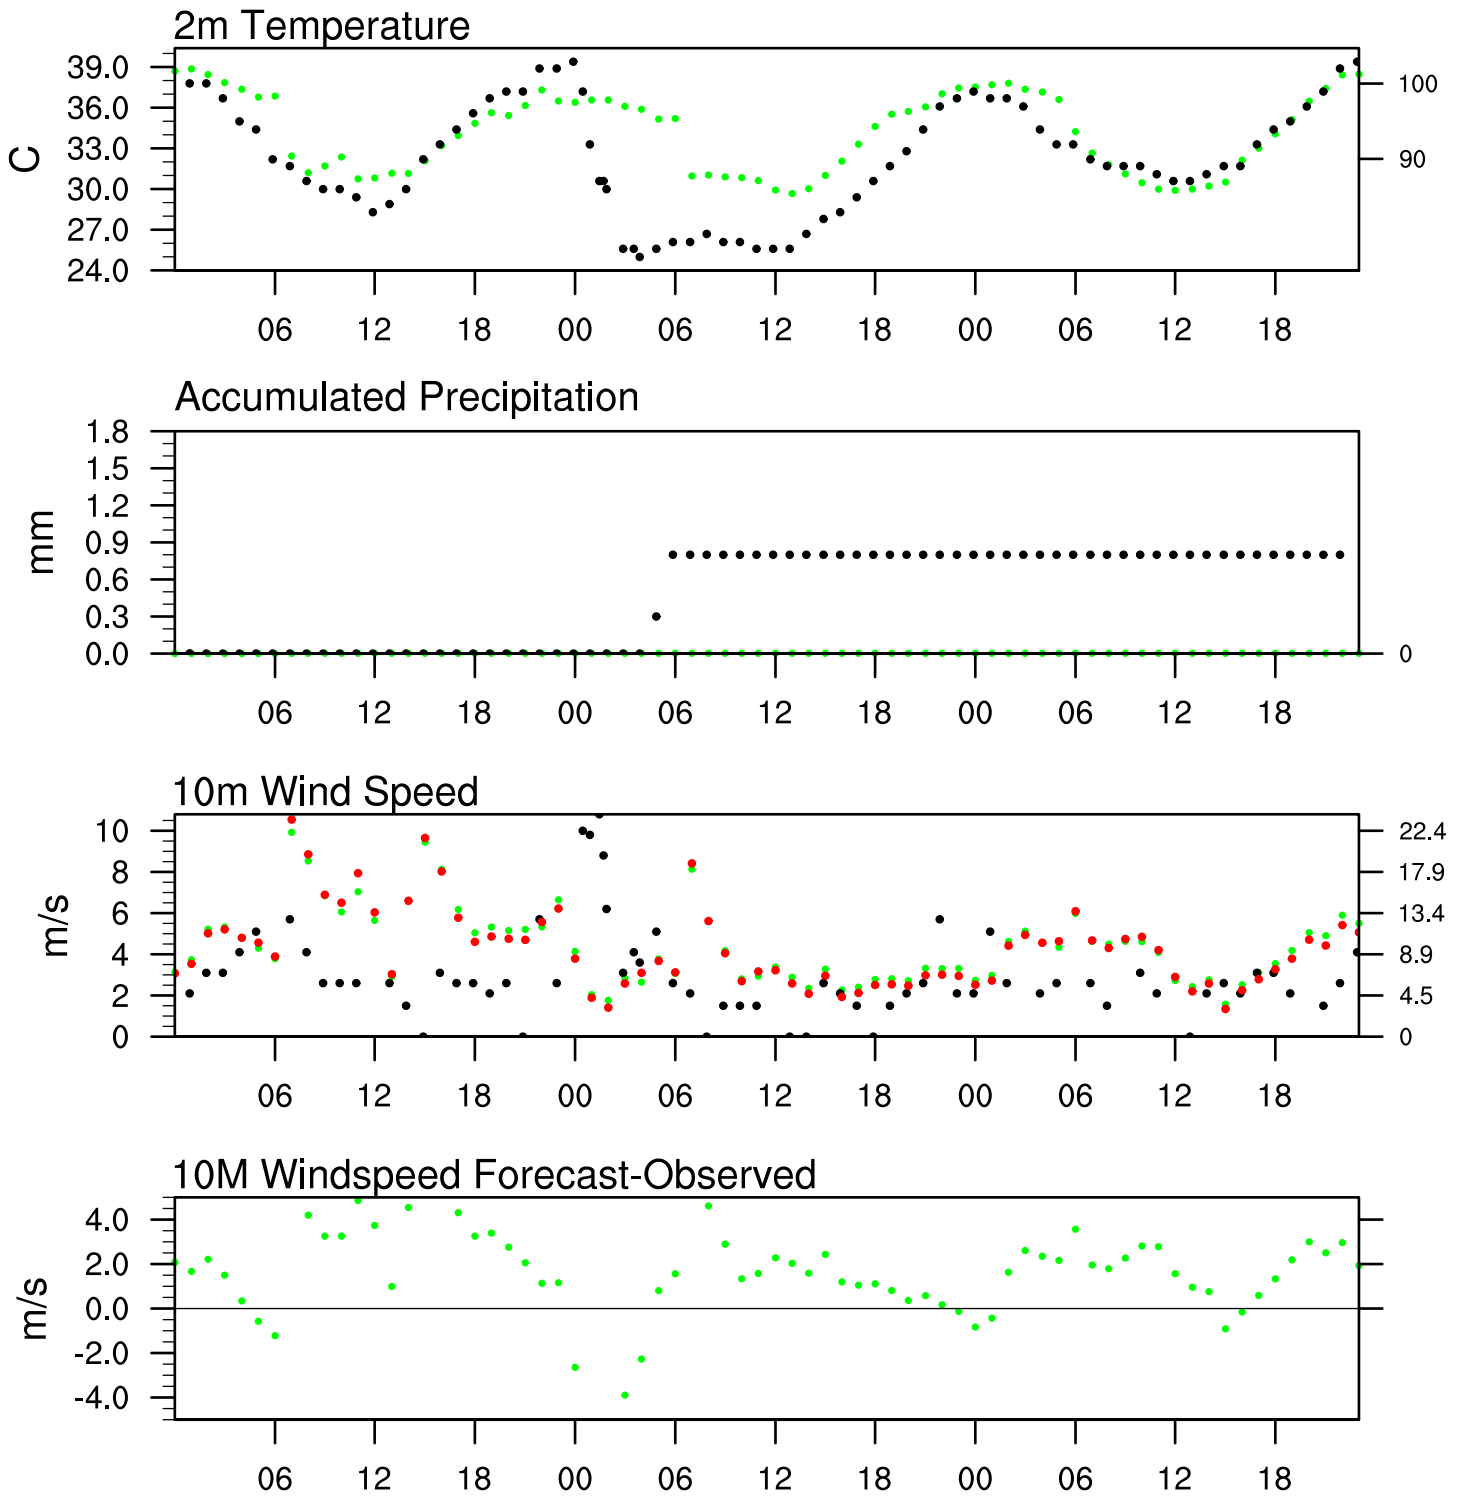 2m Temperature
39.0
36.0
33.0
30.0
27.0
24.0
C
100
90
06 12 18 00 06 12 18 00 06 12 18
Accumulated Precipitation
1.8
1.5
1.2
0.9
0.6
0.3
0.0
mm
0
06 12 18 00 06 12 18 00 06 12 18
10m Wind Speed
10
8
6
4
2
0
m/s
22.4
17.9
13.4
8.9
4.5
0
06 12 18 00 06 12 18 00 06 12 18
10M Windspeed Forecast-Observed
4.0
2.0
0.0
-2.0
-4.0
m/s
06 12 18 00 06 12 18 00 06 12 18